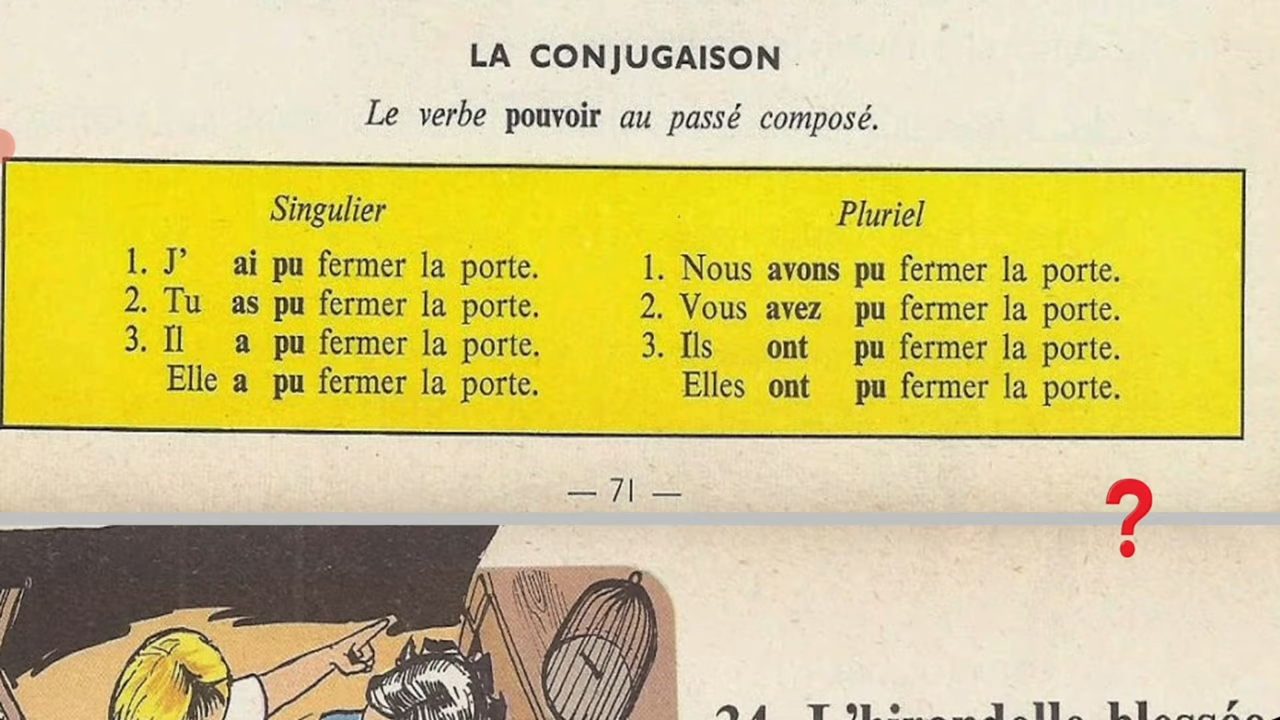 LA CONJUGAISON
Le verbe pouvoir au passé composé.
Singulier
1. J' ai pu fermer la porte.
2. Tu as pu fermer la porte.
3. Il a pu fermer la porte.
Elle a pu fermer la porte.
Pluriel
1. Nous avons pu fermer la porte.
2. Vous avez pu fermer la porte.
3. Ils ont pu fermer la porte.
Elles ont pu fermer la porte.
— 71 —
❓
24. L'hirondelle blessée